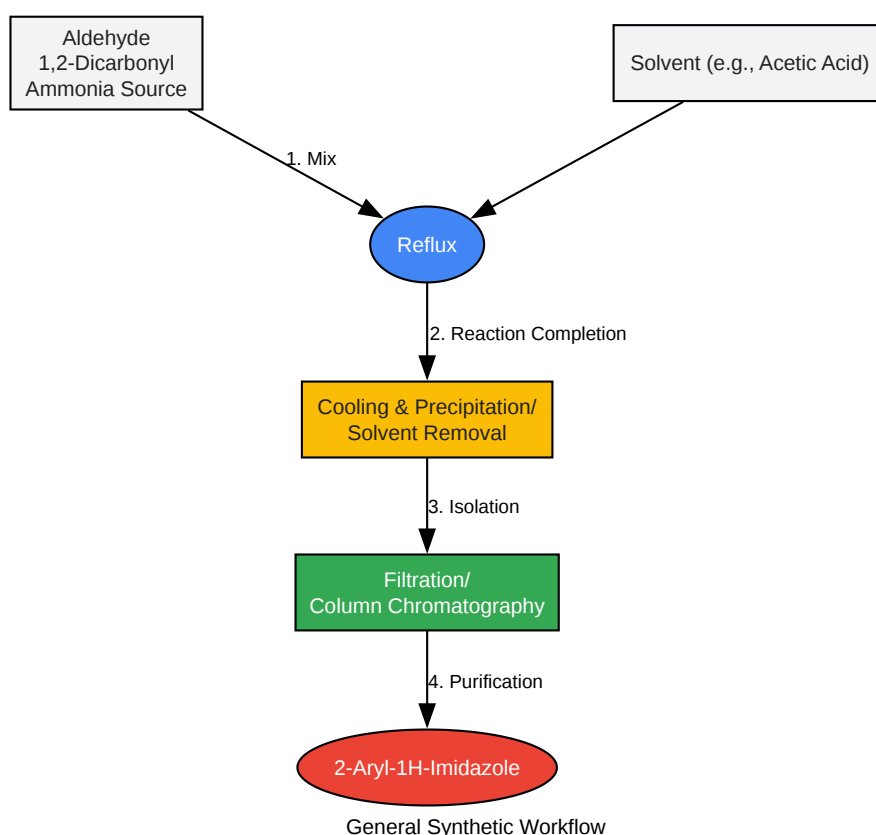 Aldehyde
1,2-Dicarbonyl
Ammonia Source
Solvent (e.g., Acetic Acid)
1. Mix
Reflux
2. Reaction Completion
Cooling & Precipitation/
Solvent Removal
3. Isolation
Filtration/
Column Chromatography
4. Purification
2-Aryl-1H-Imidazole
General Synthetic Workflow